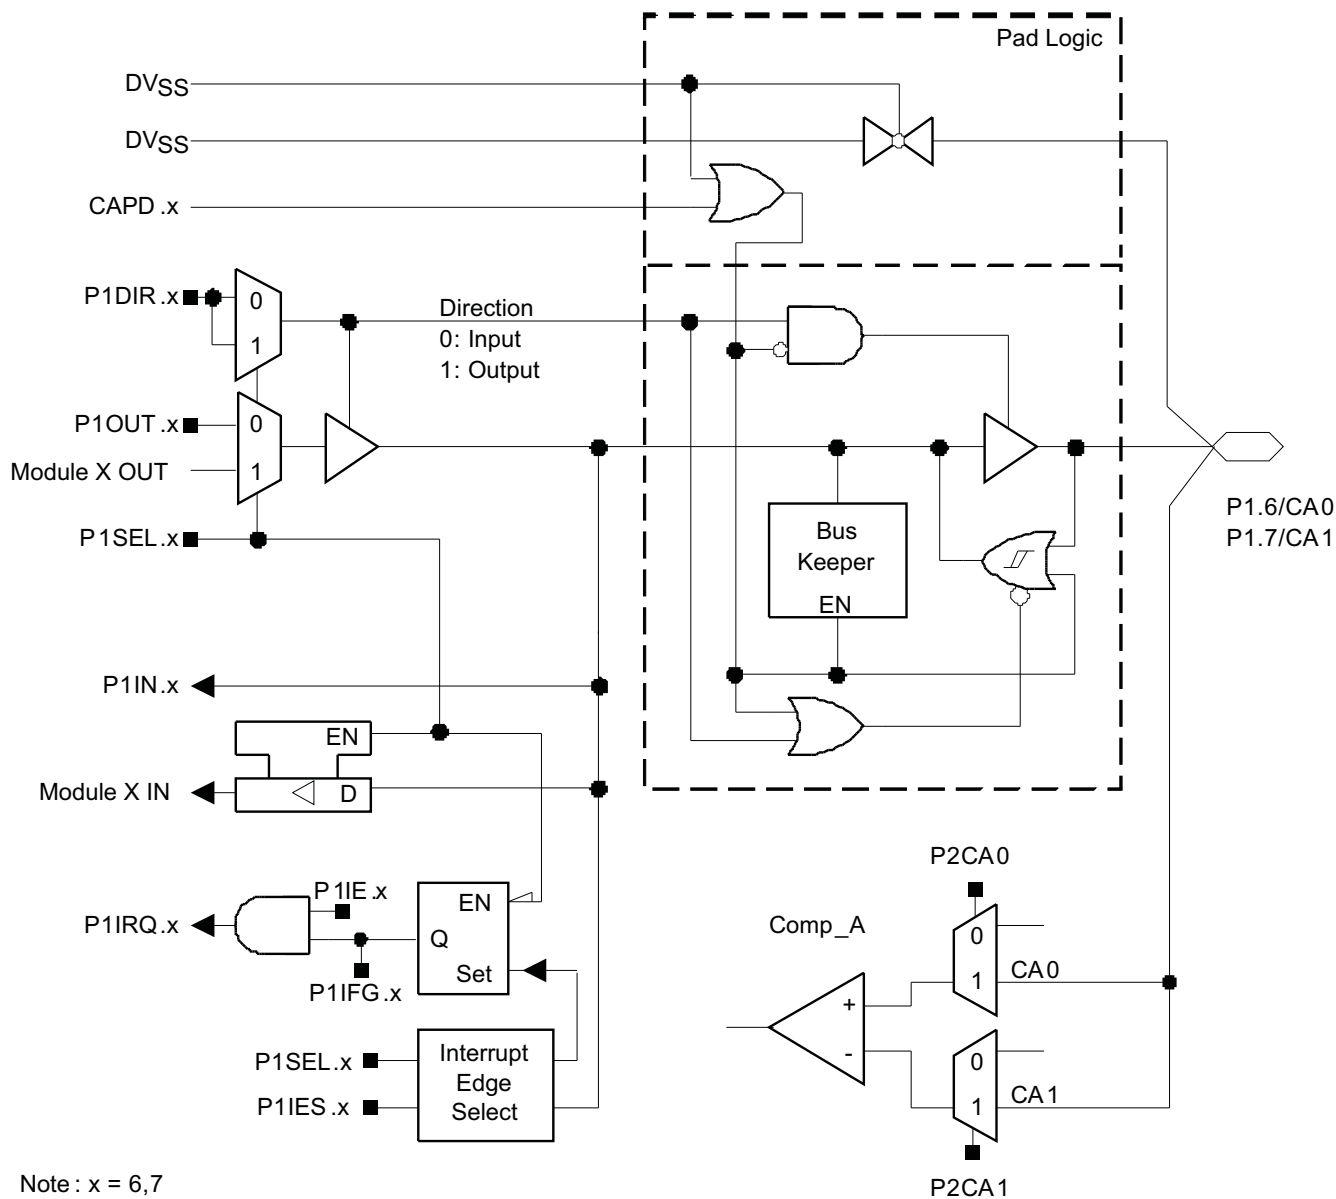 Pad Logic
DVSS
DVSS
CAPD .x
P1DIR .x
0
1
Direction
0: Input
1: Output
P1OUT .x
0
Module X OUT
1
P1SEL .x
P1.6/CA0
P1.7/CA1
Bus
Keeper
EN
P1IN .x
EN
Module X IN
D
P1IE .x
P1IRQ .x
EN
Q
Set
P1IFG .x
P1SEL .x
P1IES .x
Interrupt
Edge
Select
P2CA0
Comp_A
0
1
CA0
+
-
0
1
CA1
P2CA1
Note : x = 6,7